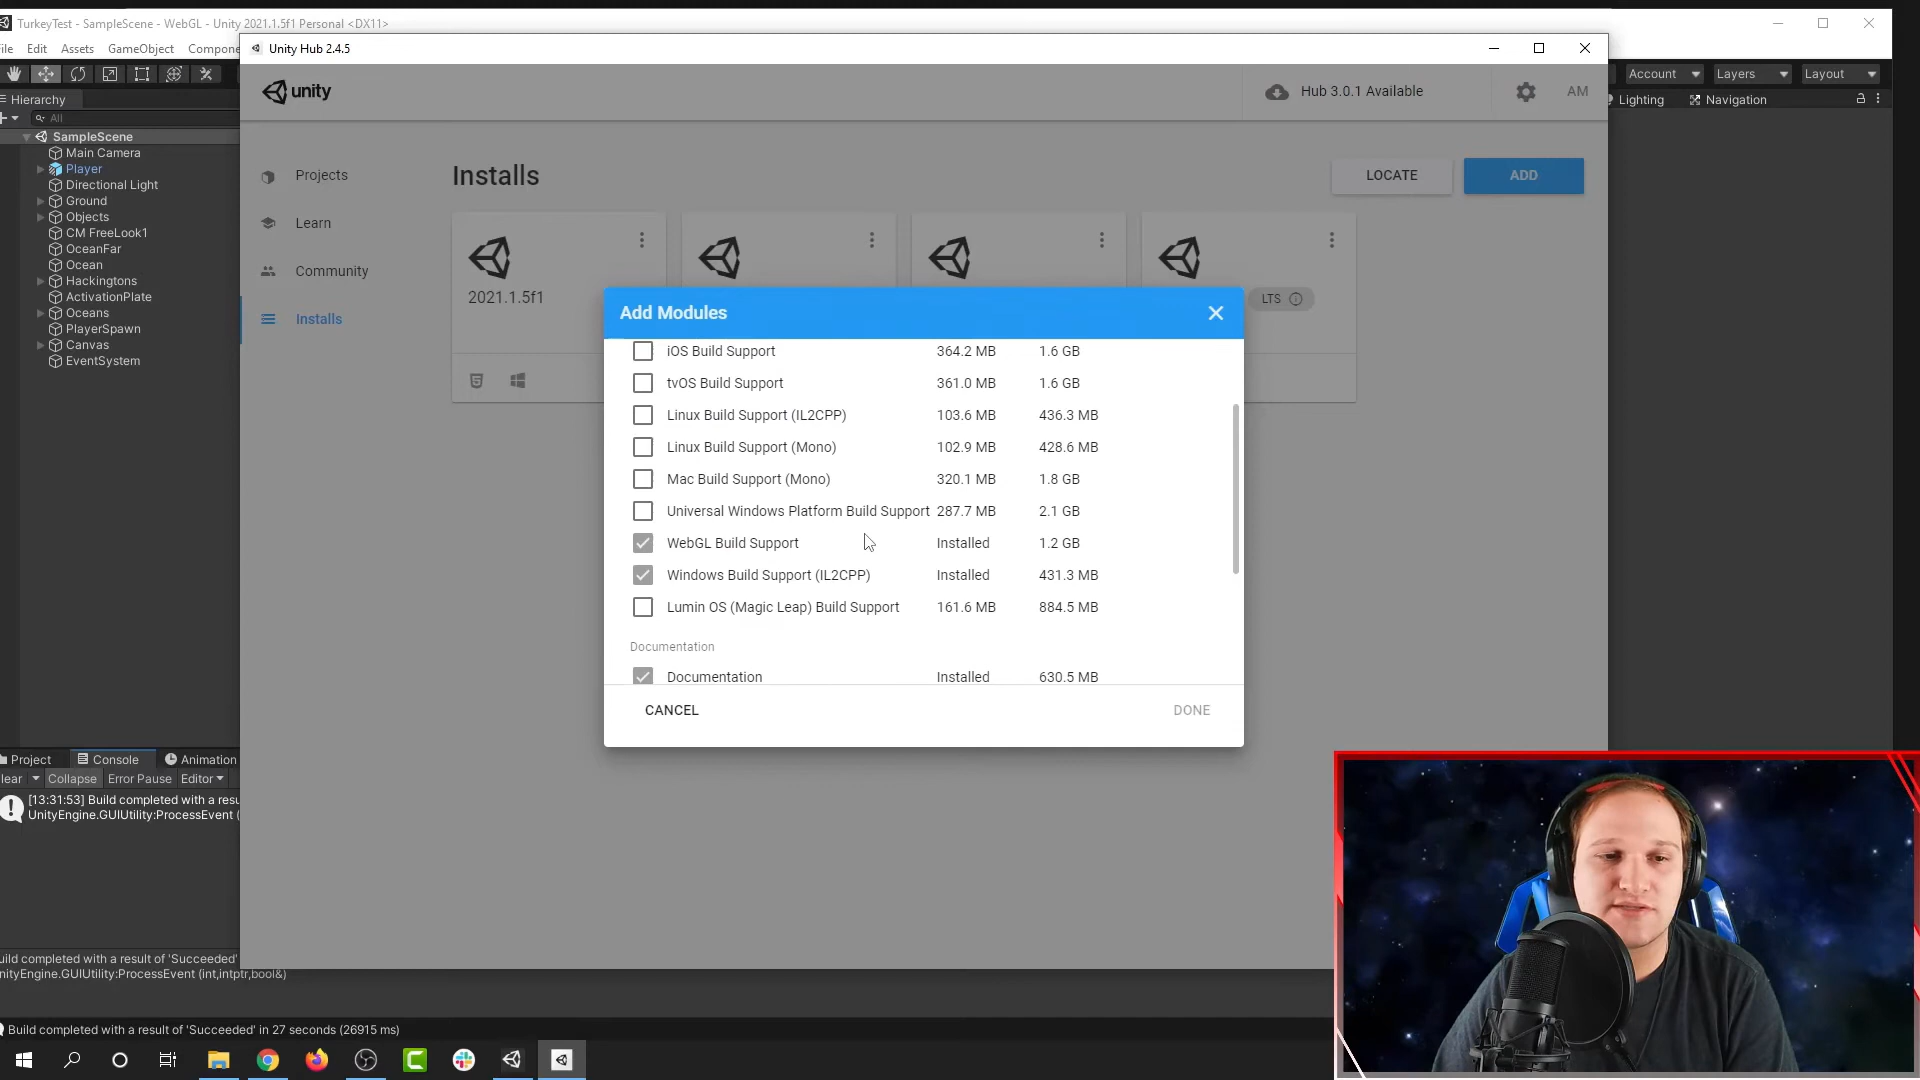 TurkeyTest - SampleScene - WebGL - Unity 2021.1.5f1 Personal <DX11>
Edit Assets GameObject
Unity Hub 2.4.5
Account Layers Layout
Hierarchy
Lighting Navigation
All
unity
Hub 3.0.1 Available
AM
SampleScene
Main Camera
Player
Directional Light
Ground
Objects
CM FreeLook1
OceanFar
Ocean
Hackingtons
ActivationPlate
Oceans
PlayerSpawn
Canvas
EventSystem
Projects
Learn
Community
Installs
Installs
LOCATE
ADD
2021.1.5f1
LTS
Add Modules
iOS Build Support 364.2 MB 1.6 GB
tvOS Build Support 361.0 MB 1.6 GB
Linux Build Support (IL2CPP) 103.6 MB 436.3 MB
Linux Build Support (Mono) 102.9 MB 428.6 MB
Mac Build Support (Mono) 320.1 MB 1.8 GB
Universal Windows Platform Build Support 287.7 MB 2.1 GB
WebGL Build Support Installed 1.2 GB
Windows Build Support (IL2CPP) Installed 431.3 MB
Lumin OS (Magic Leap) Build Support 161.6 MB 884.5 MB
Documentation
Documentation Installed 630.5 MB
CANCEL
DONE
Project Console Animation
Collapse Error Pause Editor
[13:31:53] Build completed with a resu
UnityEngine.GUIUtility:ProcessEvent (
uild completed with a result of 'Succeeded'
nityEngine.GUIUtility:ProcessEvent (int,intptr,bool&)
Build completed with a result of 'Succeeded' in 27 seconds (26915 ms)